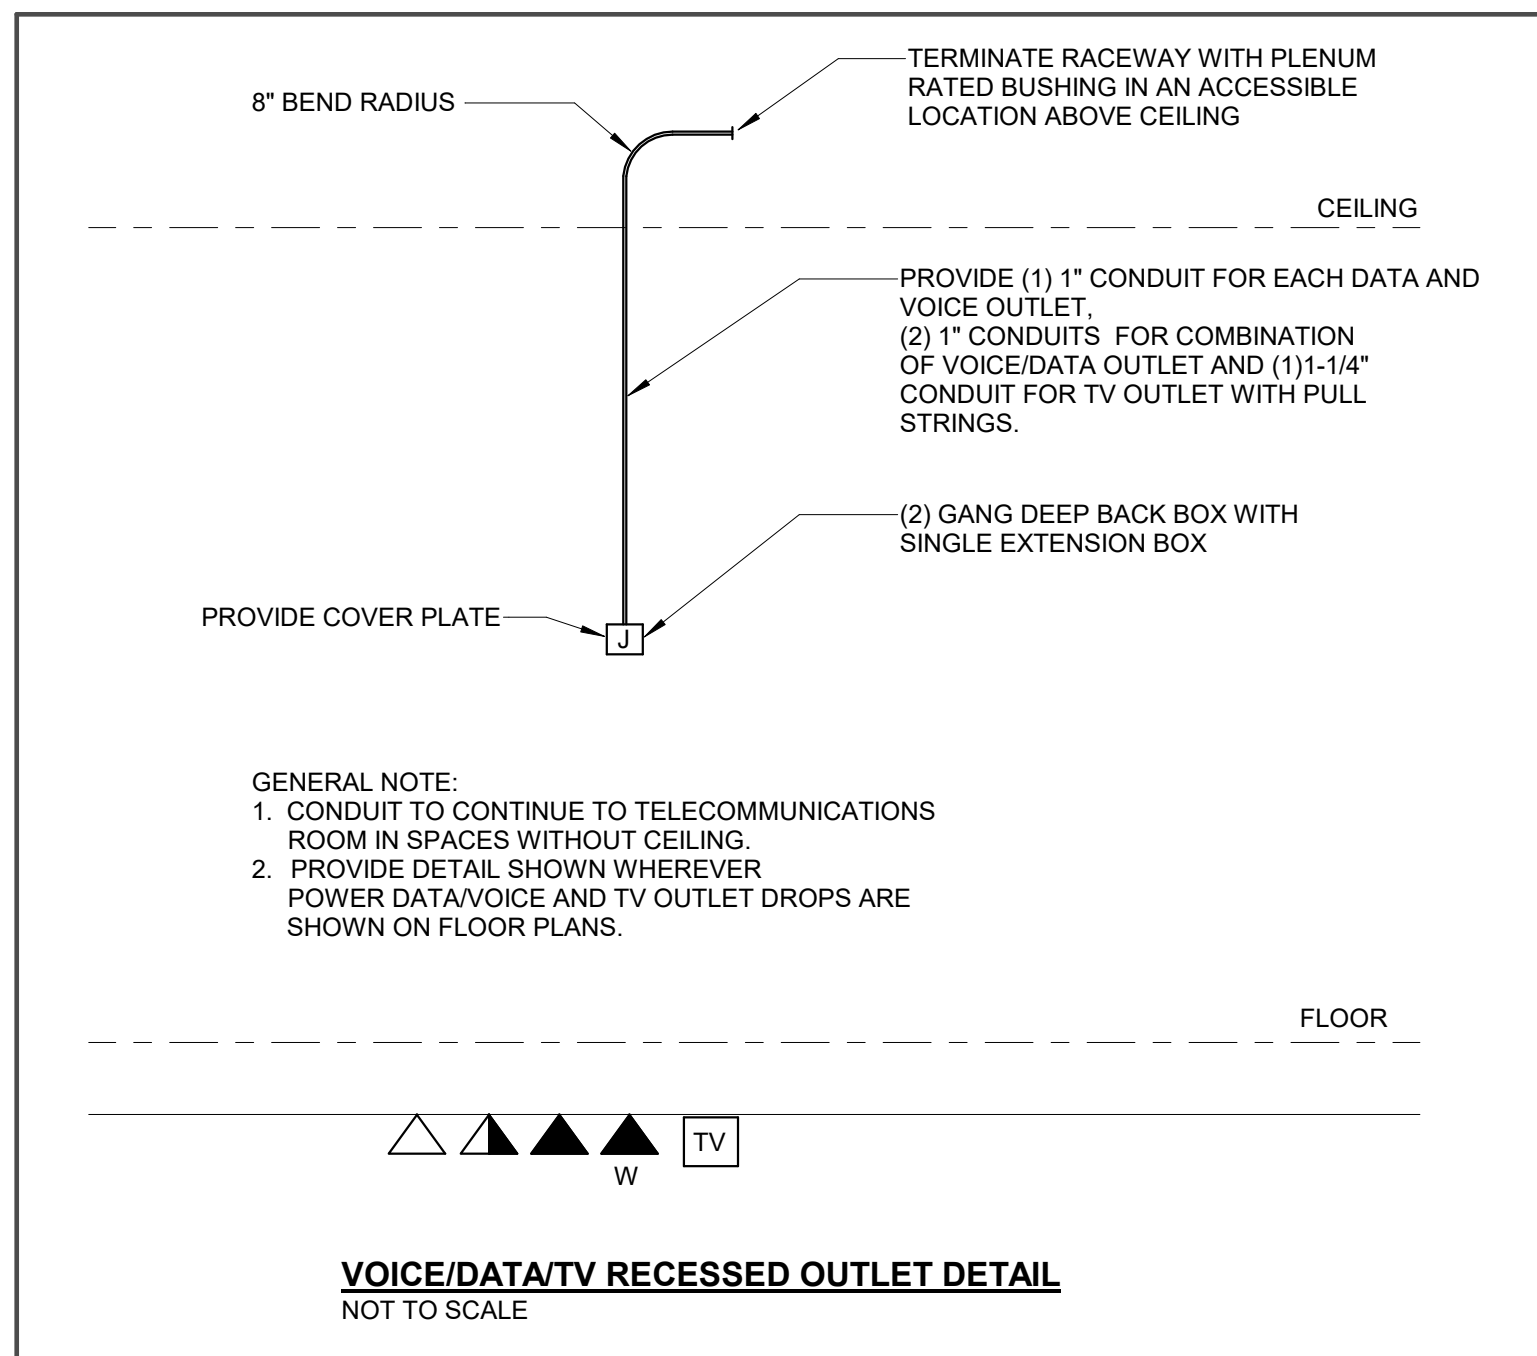 TERMINATE RACEWAY WITH PLENUM
RATED BUSHING IN AN ACCESSIBLE
LOCATION ABOVE CEILING
8" BEND RADIUS
CEILING
PROVIDE (1) 1" CONDUIT FOR EACH DATA AND
VOICE OUTLET,
(2) 1" CONDUITS FOR COMBINATION
OF VOICE/DATA OUTLET AND (1)1-1/4"
CONDUIT FOR TV OUTLET WITH PULL
STRINGS.
(2) GANG DEEP BACK BOX WITH
SINGLE EXTENSION BOX
PROVIDE COVER PLATE
J
GENERAL NOTE:
1. CONDUIT TO CONTINUE TO TELECOMMUNICATIONS
ROOM IN SPACES WITHOUT CEILING.
2. PROVIDE DETAIL SHOWN WHEREVER
POWER DATA/VOICE AND TV OUTLET DROPS ARE
SHOWN ON FLOOR PLANS.
FLOOR
TV
W
VOICE/DATA/TV RECESSED OUTLET DETAIL
NOT TO SCALE